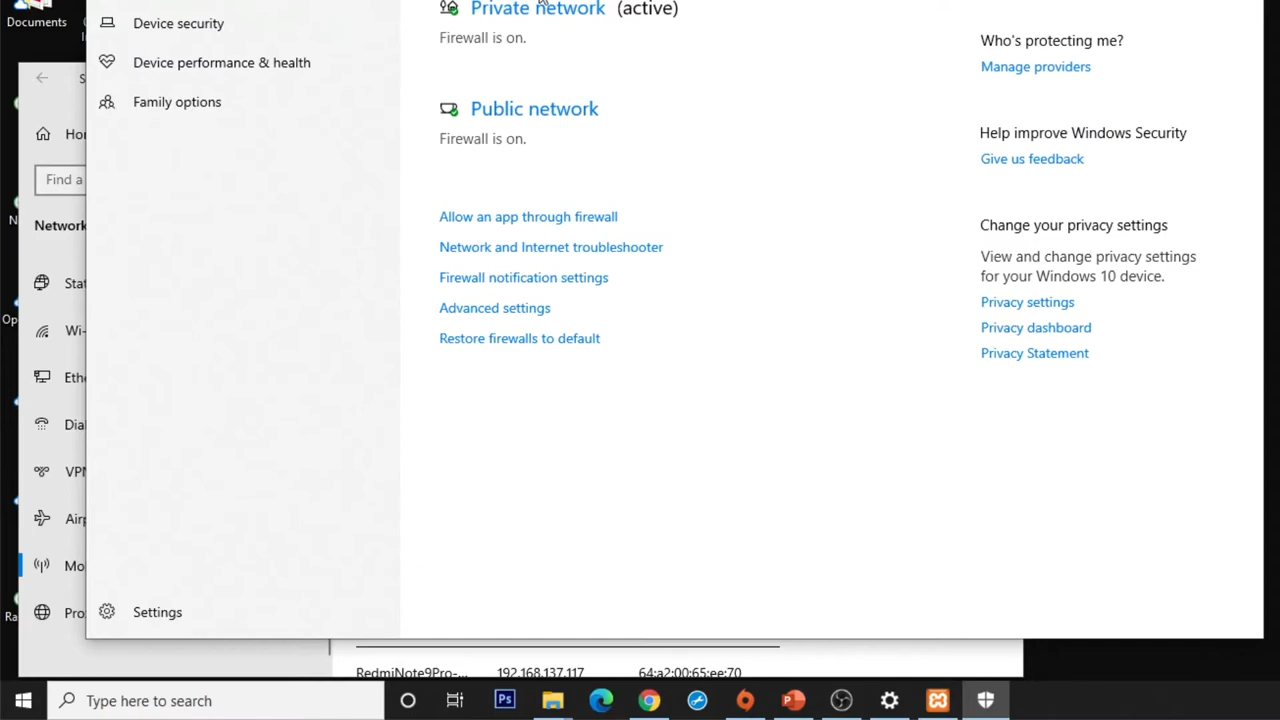 Documents
Device security
Device performance & health
Family options
Settings
Private network (active)
Firewall is on.
Public network
Firewall is on.
Allow an app through firewall
Network and Internet troubleshooter
Firewall notification settings
Advanced settings
Restore firewalls to default
Who's protecting me?
Manage providers
Help improve Windows Security
Give us feedback
Change your privacy settings
View and change privacy settings
for your Windows 10 device.
Privacy settings
Privacy dashboard
Privacy Statement
Find a
Network
RedmiNote9Pro-... 192.168.137.117 64:a2:00:65:ee:70
Ps
Type here to search